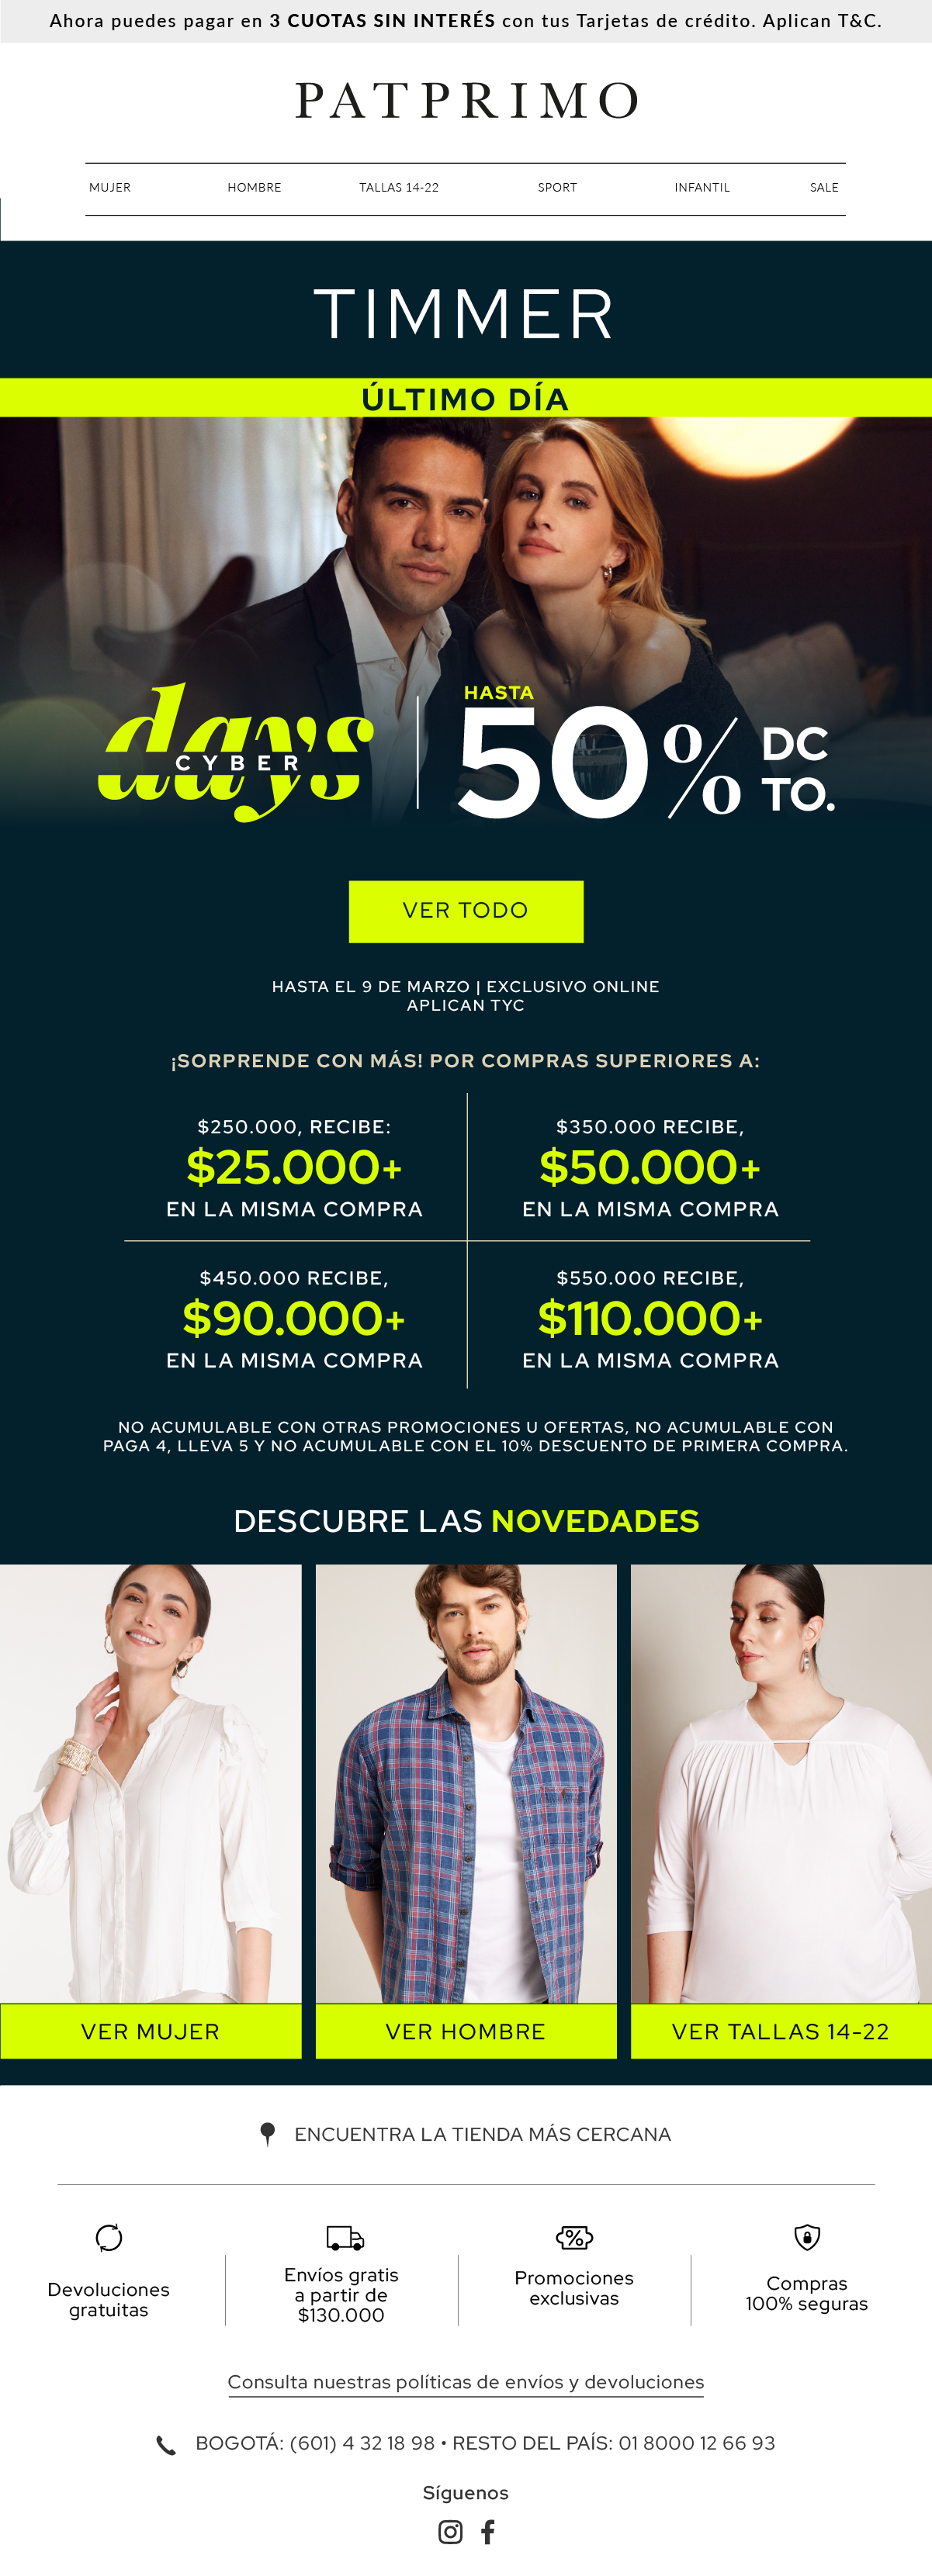 Ahora puedes pagar en 3 CUOTAS SIN INTERÉS con tus Tarjetas de crédito. Aplican T&C.
PATPRIMO
MUJER HOMBRE TALLAS 14-22 SPORT INFANTIL SALE
TIMMER
ÚLTIMO DÍA
days
CYBER
HASTA
50% DC
TO.
VER TODO
HASTA EL 9 DE MARZO | EXCLUSIVO ONLINE
APLICAN TYC
¡SORPRENDE CON MÁS! POR COMPRAS SUPERIORES A:
$250.000, RECIBE:
$25.000+
EN LA MISMA COMPRA
$350.000 RECIBE,
$50.000+
EN LA MISMA COMPRA
$450.000 RECIBE,
$90.000+
EN LA MISMA COMPRA
$550.000 RECIBE,
$110.000+
EN LA MISMA COMPRA
NO ACUMULABLE CON OTRAS PROMOCIONES U OFERTAS, NO ACUMULABLE CON
PAGA 4, LLEVA 5 Y NO ACUMULABLE CON EL 10% DESCUENTO DE PRIMERA COMPRA.
DESCUBRE LAS NOVEDADES
VER MUJER
VER HOMBRE
VER TALLAS 14-22
ENCUENTRA LA TIENDA MÁS CERCANA
Devoluciones
gratuitas
Envíos gratis
a partir de
$130.000
Promociones
exclusivas
Compras
100% seguras
Consulta nuestras políticas de envíos y devoluciones
BOGOTÁ: (601) 4 32 18 98 • RESTO DEL PAÍS: 01 8000 12 66 93
Síguenos